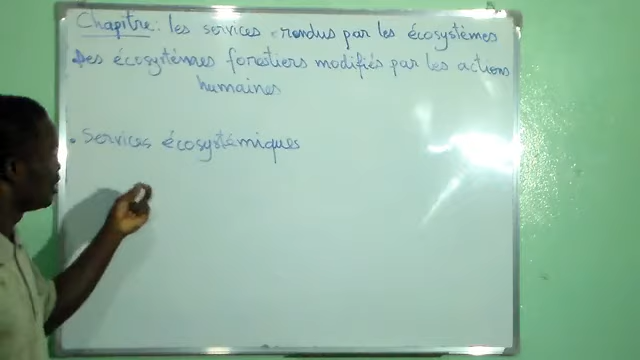 Chapitre : les services rendus par les écosystèmes
Des écosystèmes forestiers modifiés par les actions
humaines
. Services écosystémiques